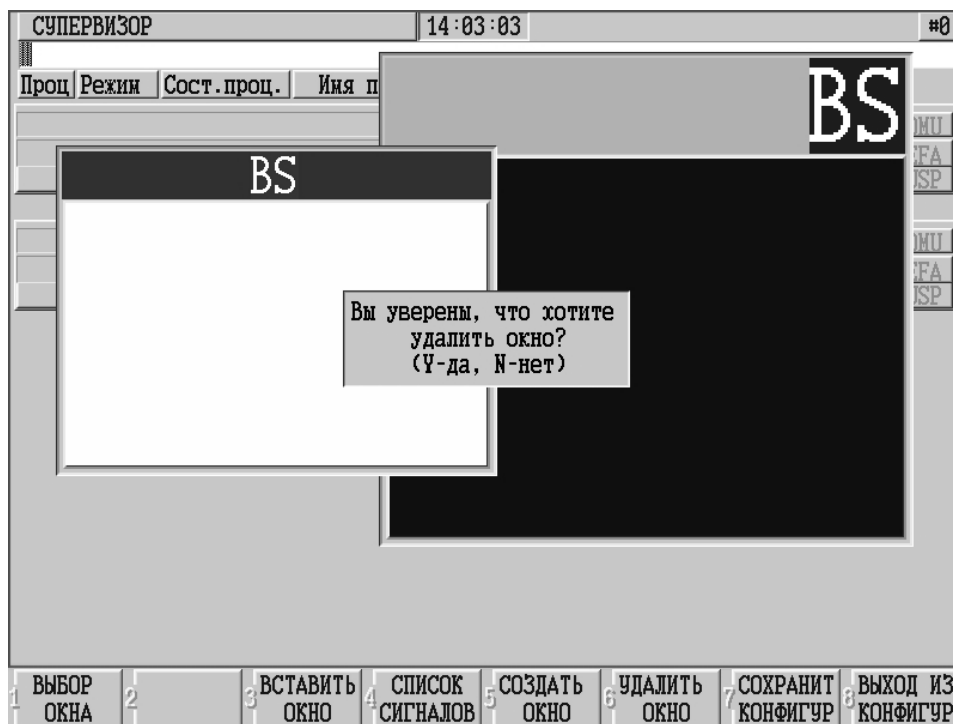 СУПЕРВИЗОР 14:03:03 #0
Проц Режим Сост.проц. Имя п
BS
BS
Вы уверены, что хотите
удалить окно?
(Y-да, N-нет)
1 ВЫБОР ОКНА
2
3 ВСТАВИТЬ ОКНО
4 СПИСОК СИГНАЛОВ
5 СОЗДАТЬ ОКНО
6 УДАЛИТЬ ОКНО
7 СОХРАНИТ КОНФИГУР
8 ВЫХОД ИЗ КОНФИГУР